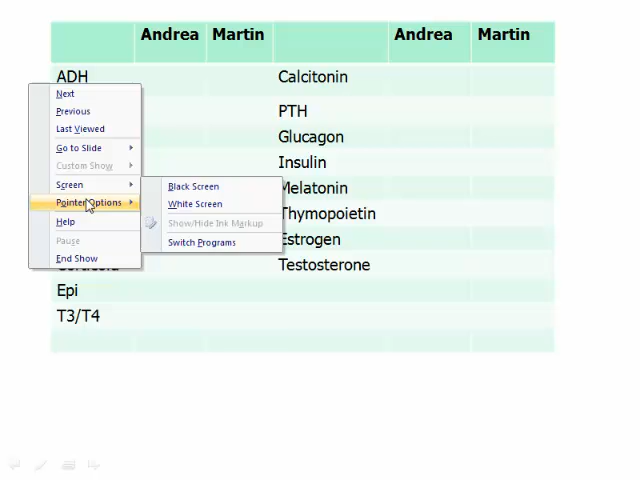 Andrea Martin Andrea Martin
ADH Calcitonin
PTH
Glucagon
Insulin
Melatonin
Thymopoietin
Estrogen
Testosterone
Epi
T3/T4
Next
Previous
Last Viewed
Go to Slide
Custom Show
Screen
Pointer Options
Help
Pause
End Show
Black Screen
White Screen
Show/Hide Ink Markup
Switch Programs